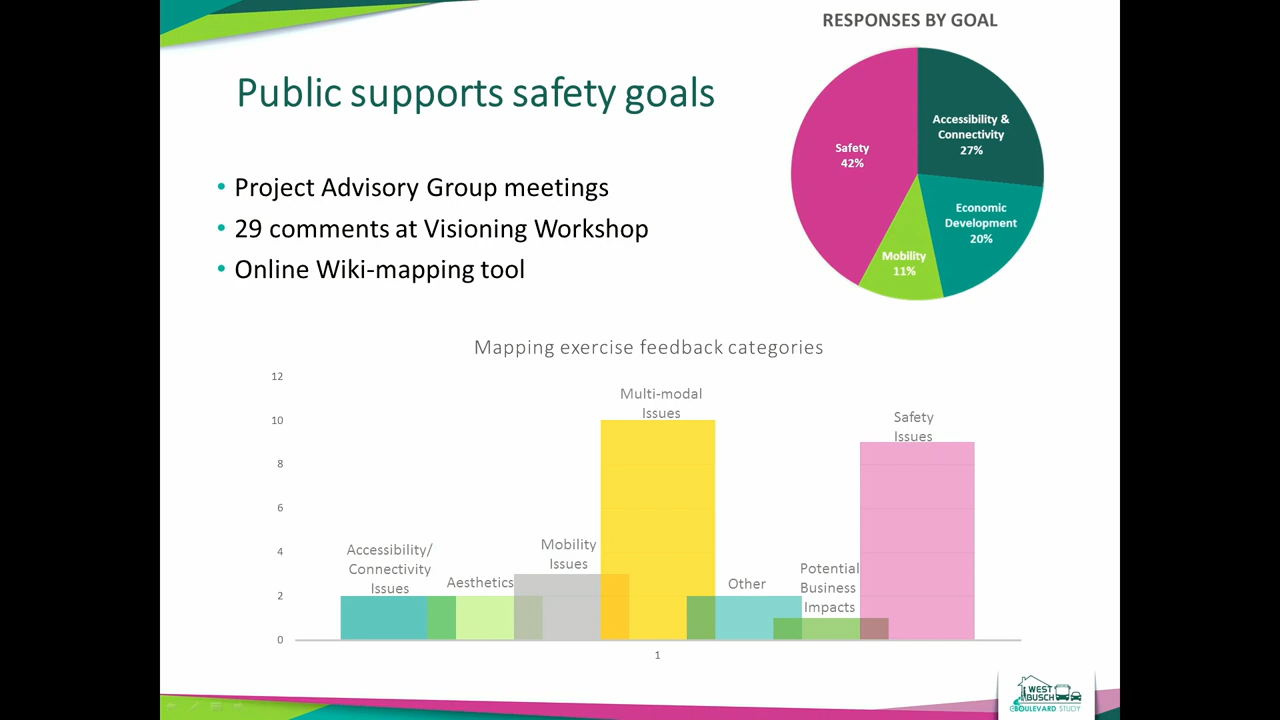 RESPONSES BY GOAL
Public supports safety goals
• Project Advisory Group meetings
• 29 comments at Visioning Workshop
• Online Wiki-mapping tool
Safety
42%
Accessibility &
Connectivity
27%
Economic
Development
20%
Mobility
11%
Mapping exercise feedback categories
12
10
8
6
4
2
0
Accessibility/
Connectivity
Issues
Aesthetics
Mobility
Issues
Multi-modal
Issues
Other
Potential
Business
Impacts
Safety
Issues
1
WEST
BUSCH
BOULEVARD STUDY